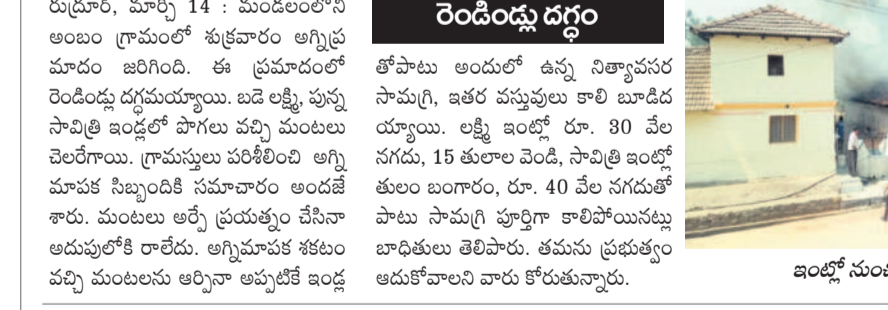 రుద్రూర్, మార్చి 14 : మండలంలోని
అంబం గ్రామంలో శుక్రవారం అగ్నిప్ర
మాదం జరిగింది. ఈ ప్రమాదంలో
రెండిండ్లు దగ్ధమయ్యాయి. బడె లక్ష్మి, పున్న
సావిత్రి ఇండ్లలో పొగలు వచ్చి మంటలు
చెలరేగాయి. గ్రామస్తులు పరిశీలించి అగ్ని
మాపక సిబ్బందికి సమాచారం అందజే
శారు. మంటలు అర్పే ప్రయత్నం చేసినా
అదుపులోకి రాలేదు. అగ్నిమాపక శకటం
వచ్చి మంటలను ఆర్పినా అప్పటికే ఇండ్ల
రెండిండ్లు దగ్ధం
తోపాటు అందులో ఉన్న నిత్యావసర
సామగ్రి, ఇతర వస్తువులు కాలి బూడిద
య్యాయి. లక్ష్మి ఇంట్లో రూ. 30 వేల
నగదు, 15 తులాల వెండి, సావిత్రి ఇంట్లో
తులం బంగారం, రూ. 40 వేల నగదుతో
పాటు సామగ్రి పూర్తిగా కాలిపోయినట్లు
బాధితులు తెలిపారు. తమను ప్రభుత్వం
ఆదుకోవాలని వారు కోరుతున్నారు.
ఇంట్లో నుంచి